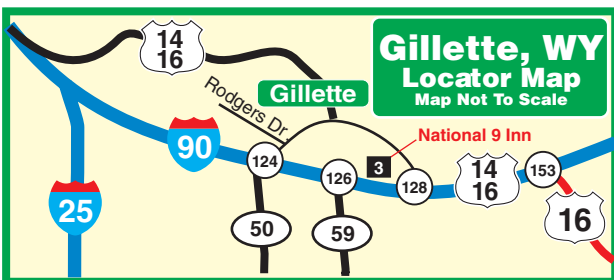 Gillette, WY
Locator Map
Map Not To Scale
14
16
Rodgers Dr.
Gillette
National 9 Inn
90
124
3
126
128
14
16
153
25
50
59
16